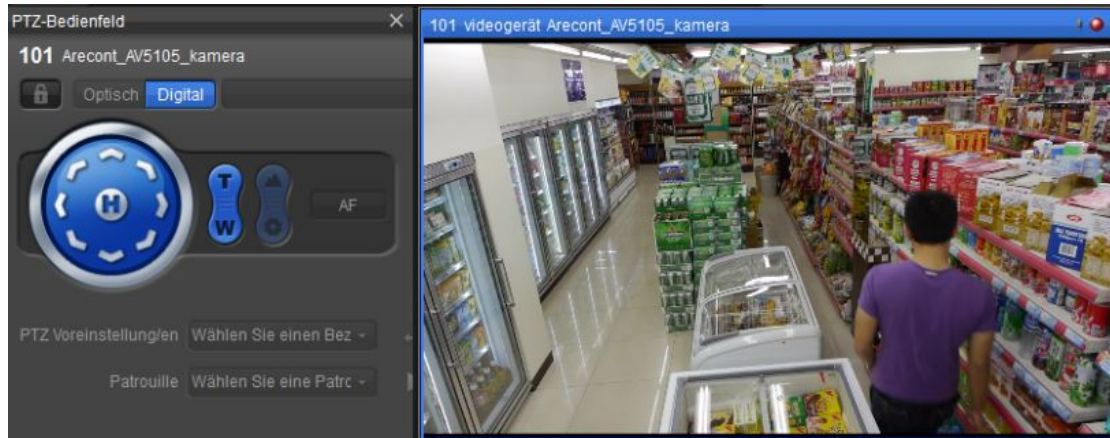 PTZ-Bedienfeld
101 Arecont_AV5105_kamera
Optisch Digital
H
T
W
AF
PTZ Voreinstellung/en Wählen Sie einen Bez
Patrouille Wählen Sie eine Patrc
101 videogerät Arecont_AV5105_kamera